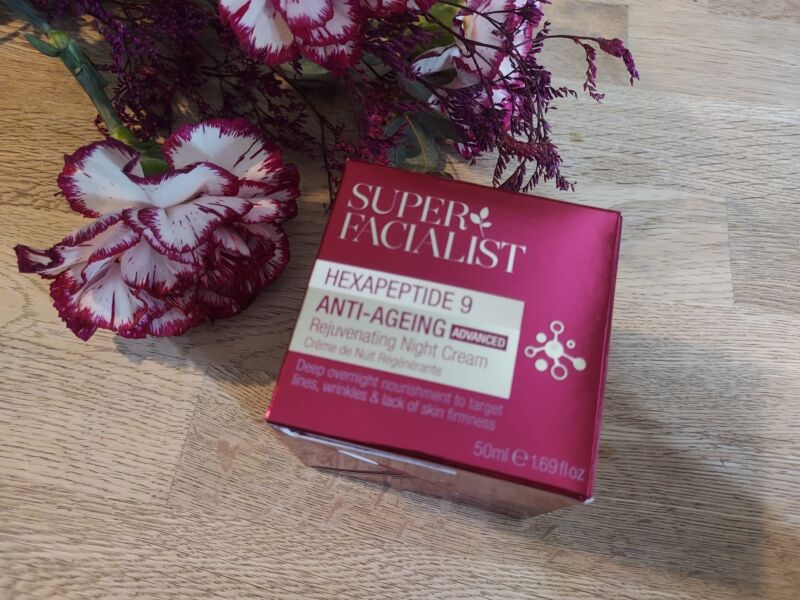 SUPER
FACIALIST
HEXAPEPTIDE 9
ANTI-AGEING ADVANCED
Rejuvenating Night Cream
Crème de Nuit Régénérante
Deep overnight nourishment to target
lines, wrinkles & lack of skin firmness
50ml ℮ 1.69fl oz